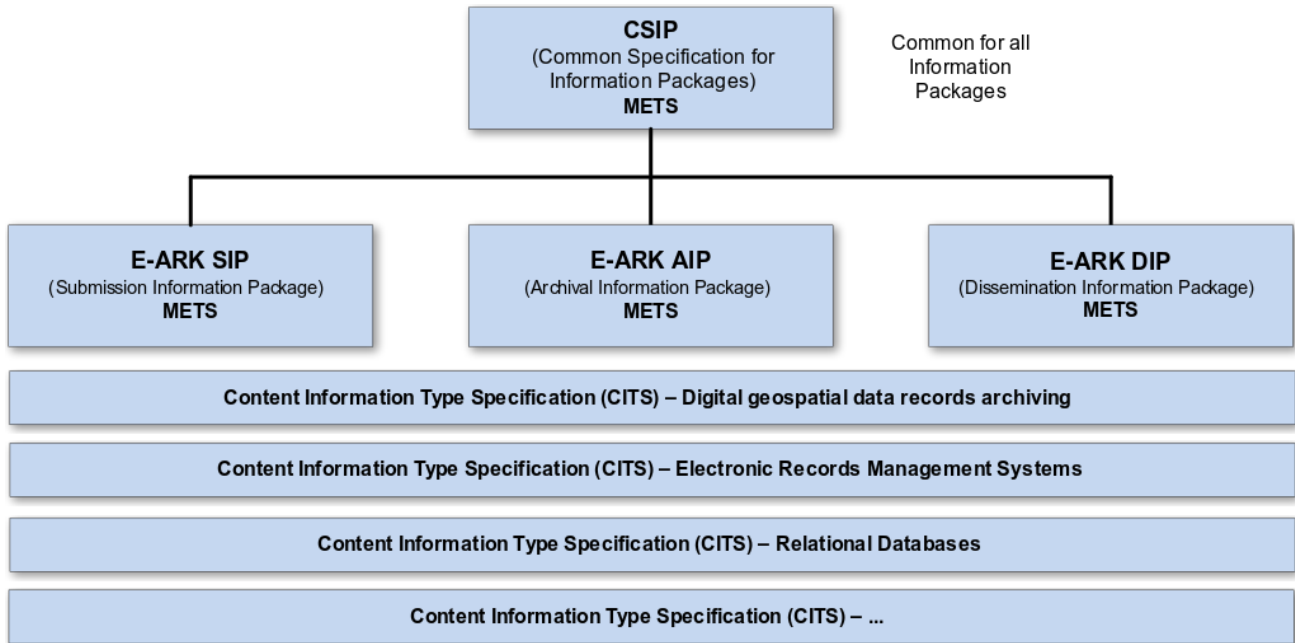 CSIP
(Common Specification for
Information Packages)
METS
Common for all
Information
Packages
E-ARK SIP
(Submission Information Package)
METS
E-ARK AIP
(Archival Information Package)
METS
E-ARK DIP
(Dissemination Information Package)
METS
Content Information Type Specification (CITS) – Digital geospatial data records archiving
Content Information Type Specification (CITS) – Electronic Records Management Systems
Content Information Type Specification (CITS) – Relational Databases
Content Information Type Specification (CITS) – ...